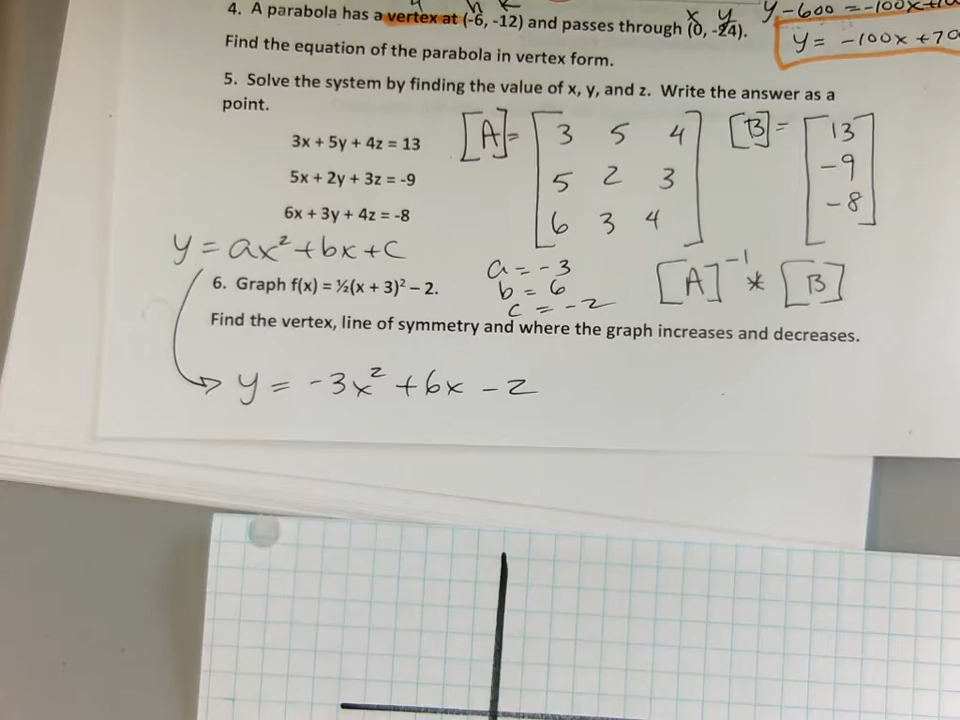 4. A parabola has a vertex at (-6, -12) and passes through (0, -24).
h k x y
y - 600 = -100x +
y = -100x + 70
Find the equation of the parabola in vertex form.
5. Solve the system by finding the value of x, y, and z. Write the answer as a
point.
3x + 5y + 4z = 13
5x + 2y + 3z = -9
6x + 3y + 4z = -8
[A] = [3 5 4
5 2 3
6 3 4]
[B] = [13
-9
-8]
y = ax² + bx + c
a = -3
b = 6
c = -2
[A]⁻¹ * [B]
6. Graph f(x) = ½(x + 3)² – 2.
Find the vertex, line of symmetry and where the graph increases and decreases.
y = -3x² + 6x - 2